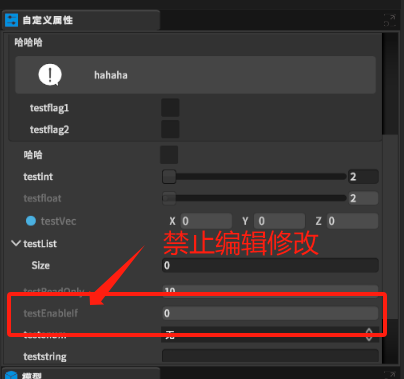 自定义属性
哈哈哈
hahaha
testflag1
testflag2
哈哈
testInt 2
testfloat 2
testVec X 0 Y 0 Z 0
testList
禁止编辑修改
Size 0
testReadOnly 10
testEnableIf 0
testenum 无
teststring
模型